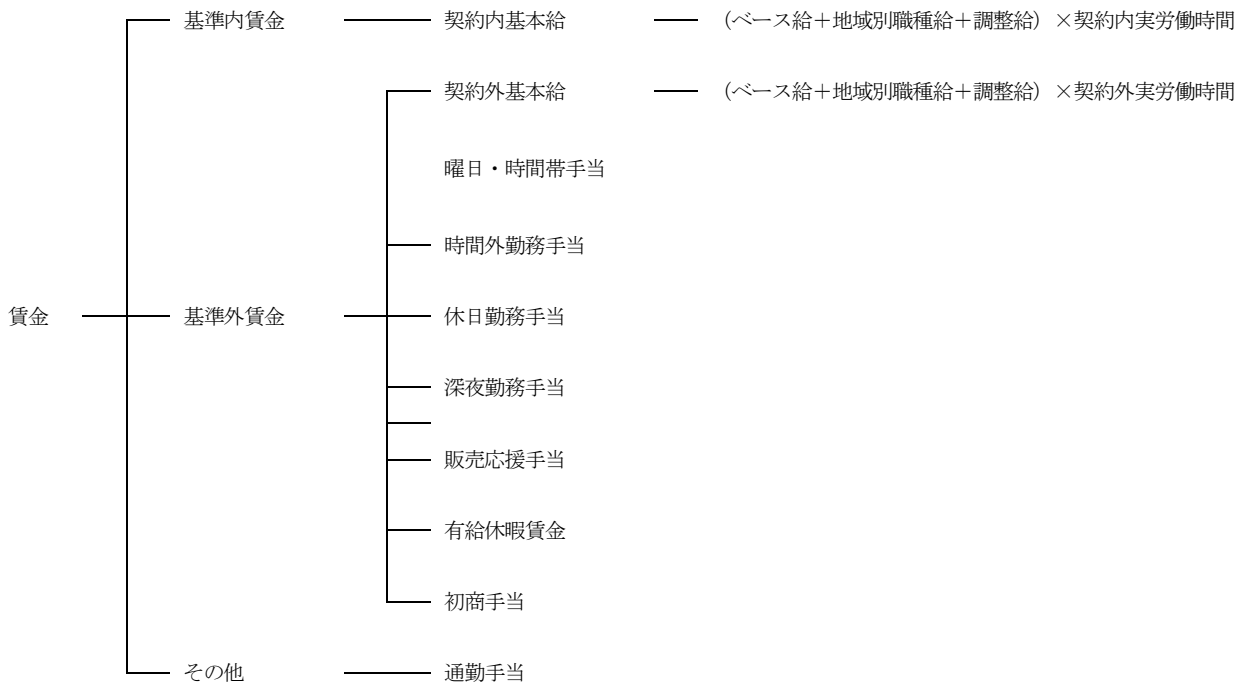 基準内賃金 契約内基本給 (ベース給+地域別職種給+調整給)×契約内実労働時間
契約外基本給 (ベース給+地域別職種給+調整給)×契約外実労働時間
曜日・時間帯手当
時間外勤務手当
賃金 基準外賃金 休日勤務手当
深夜勤務手当
販売応援手当
有給休暇賃金
初商手当
その他 通勤手当